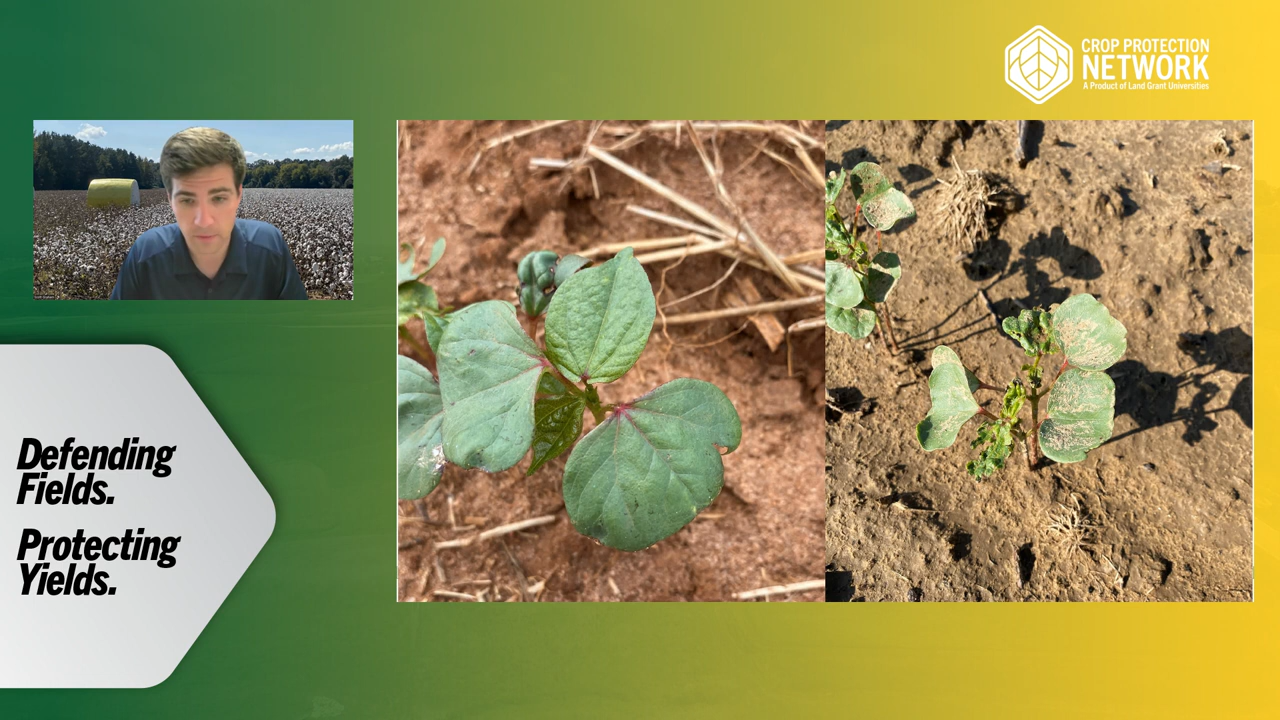 CROP PROTECTION
NETWORK
A Product of Land Grant Universities
Defending
Fields.
Protecting
Yields.